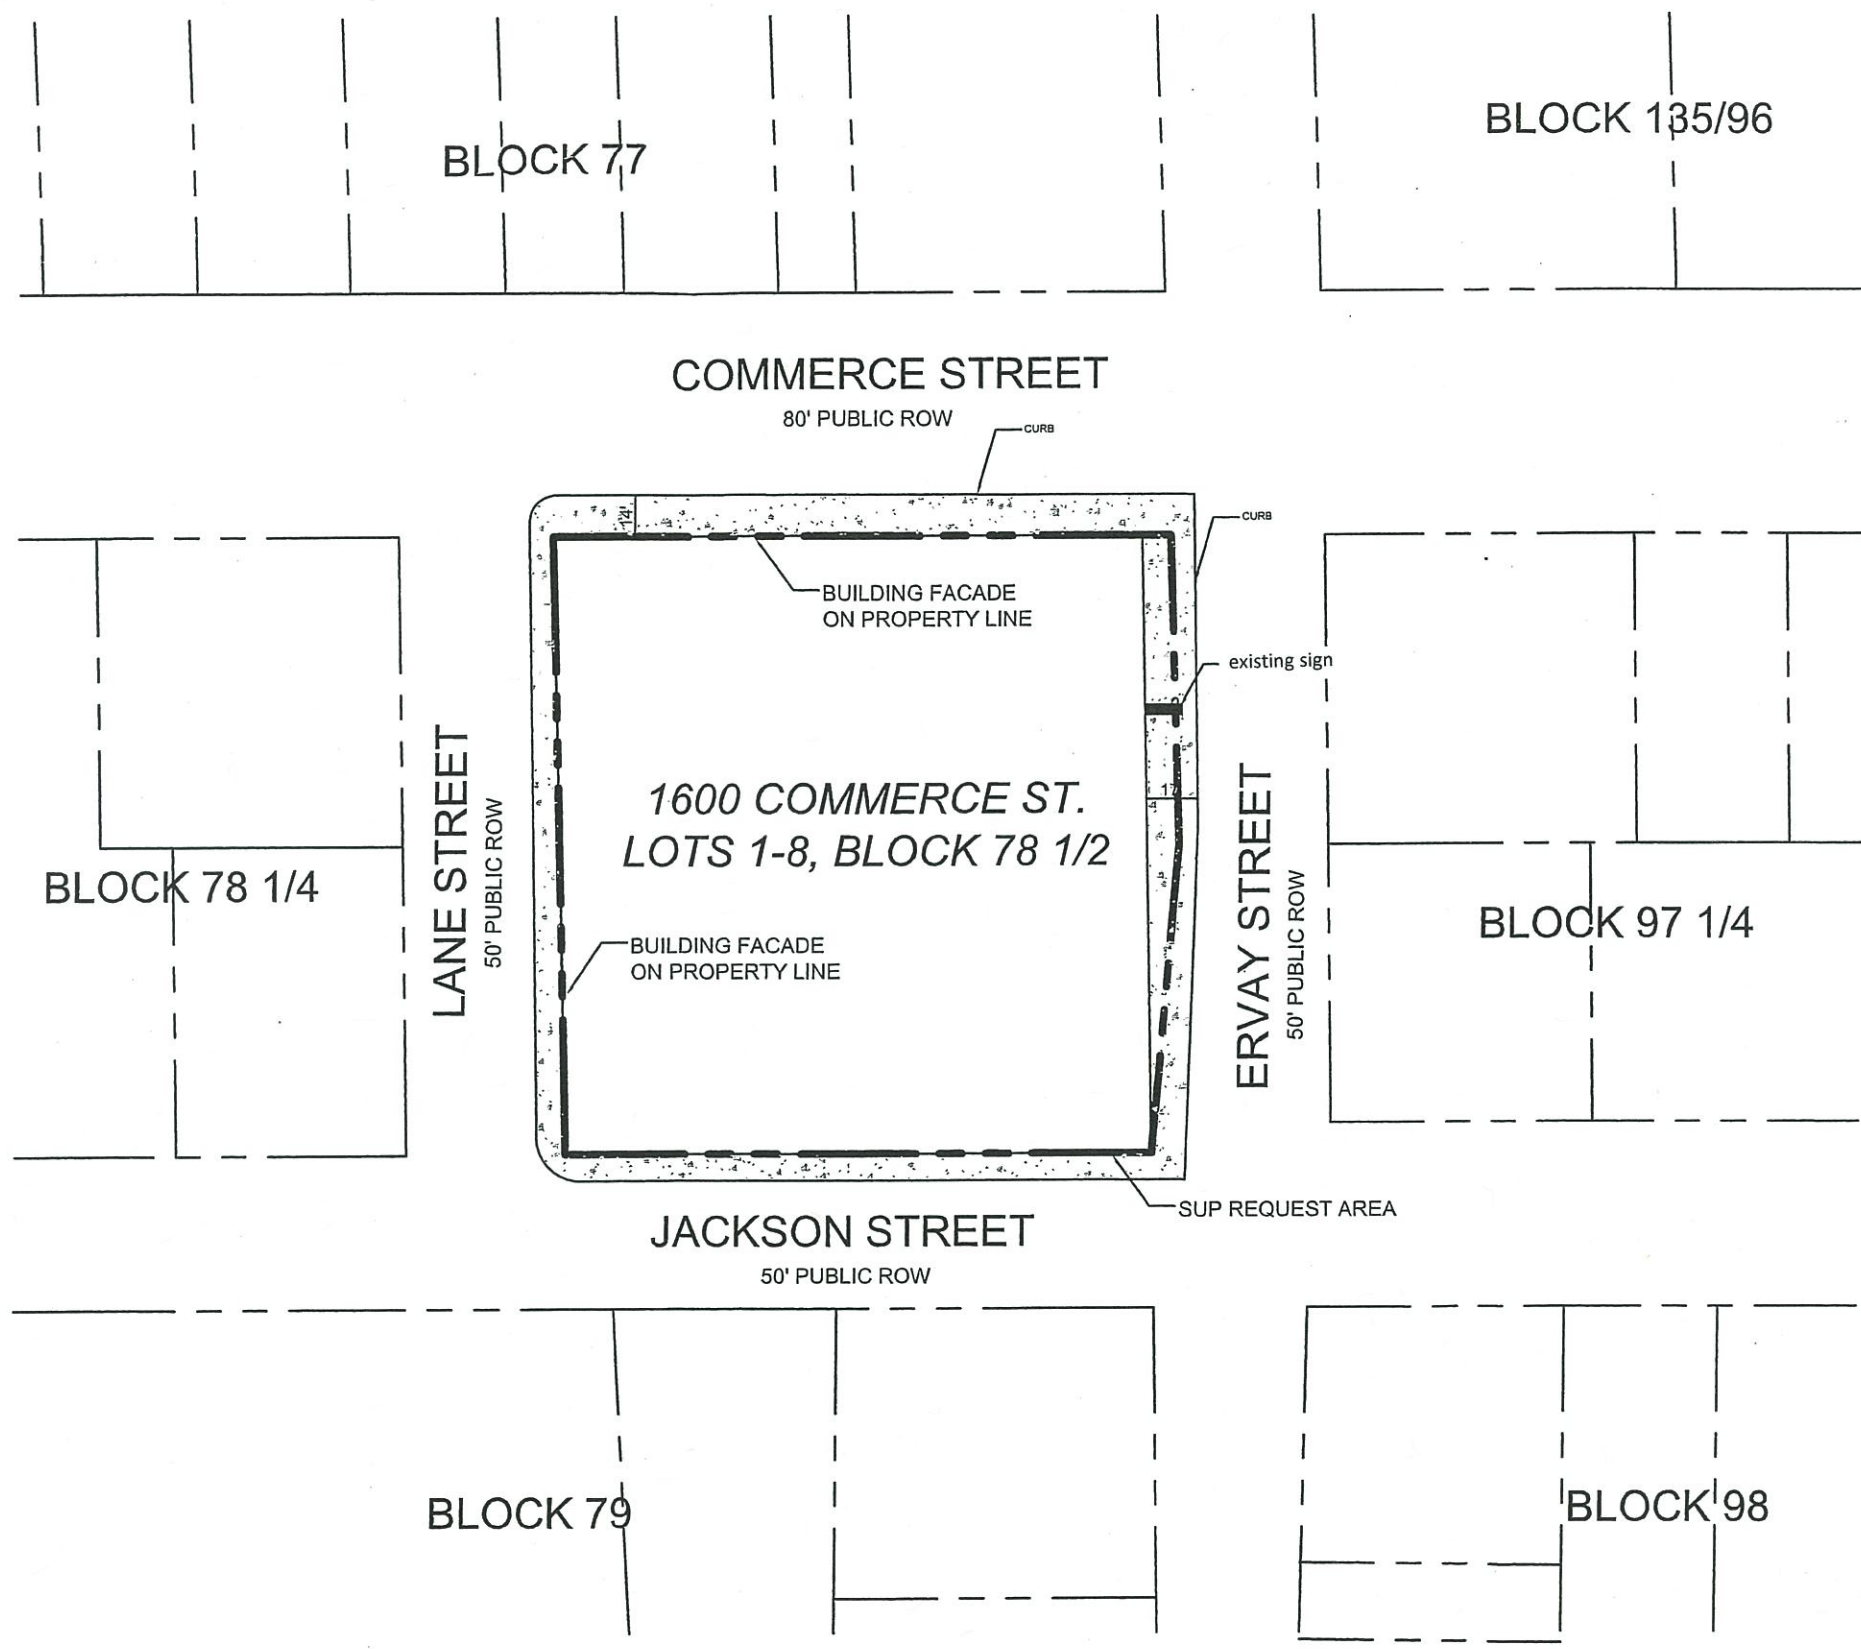 BLOCK 135/96
BLOCK 77
COMMERCE STREET
80' PUBLIC ROW
CURB
14'
CURB
BUILDING FACADE
ON PROPERTY LINE
existing sign
1600 COMMERCE ST.
LOTS 1-8, BLOCK 78 1/2
LANE STREET
50' PUBLIC ROW
BLOCK 78 1/4
ERVAY STREET
50' PUBLIC ROW
BLOCK 97 1/4
BUILDING FACADE
ON PROPERTY LINE
SUP REQUEST AREA
JACKSON STREET
50' PUBLIC ROW
BLOCK 79
BLOCK 98